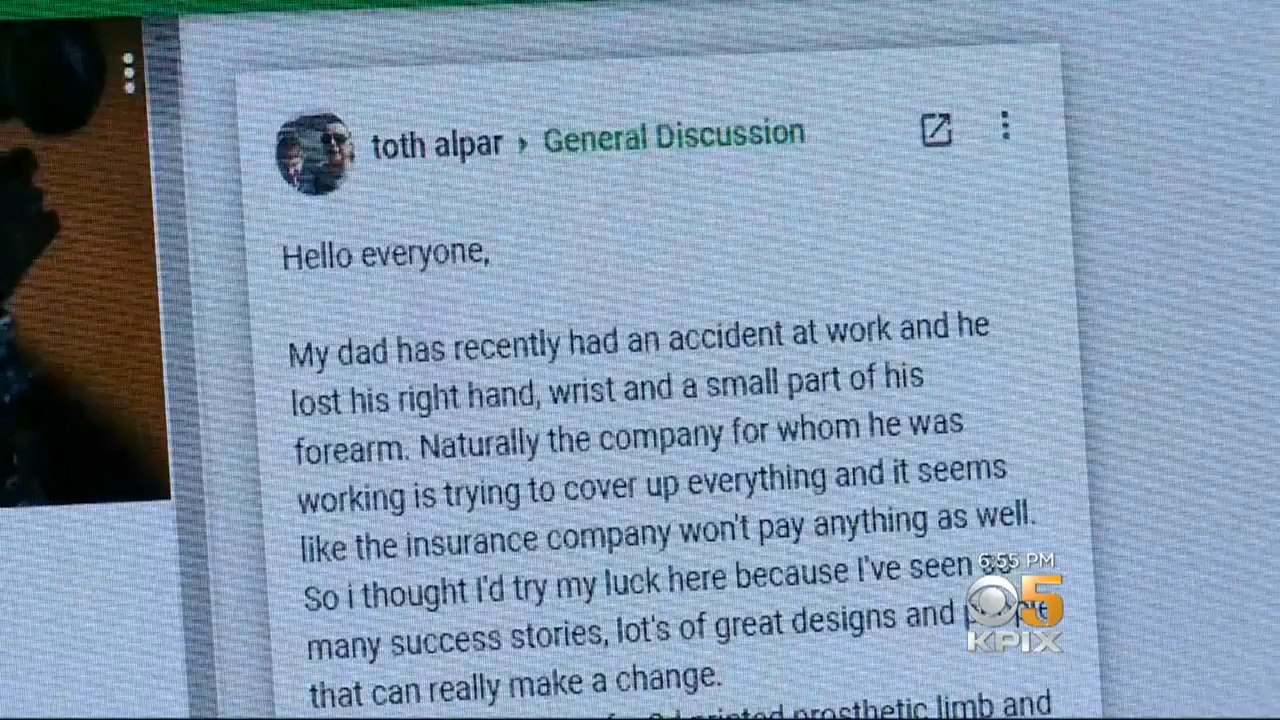 toth alpar General Discussion
Hello everyone,
My dad has recently had an accident at work and he
lost his right hand, wrist and a small part of his
forearm. Naturally the company for whom he was
working is trying to cover up everything and it seems
like the insurance company won't pay anything as well.
So i thought I'd try my luck here because I've seen
many success stories, lot's of great designs and
that can really make a change.
prosthetic limb and
6:55 PM
5
KPIX